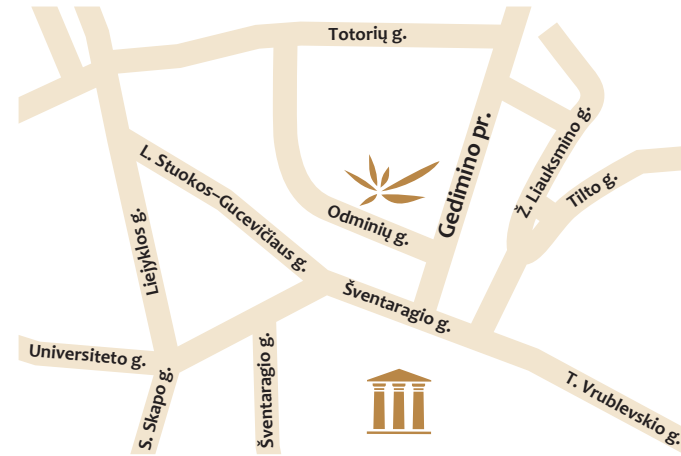 Totorių g.
Gedimino pr.
Ž. Liauksmino g.
L. Stuokos–Gucevičiaus g.
Tilto g.
Odminių g.
Liejyklos g.
Šventaragio g.
Universiteto g.
Šventaragio g.
S. Skapo g.
T. Vrublevskio g.